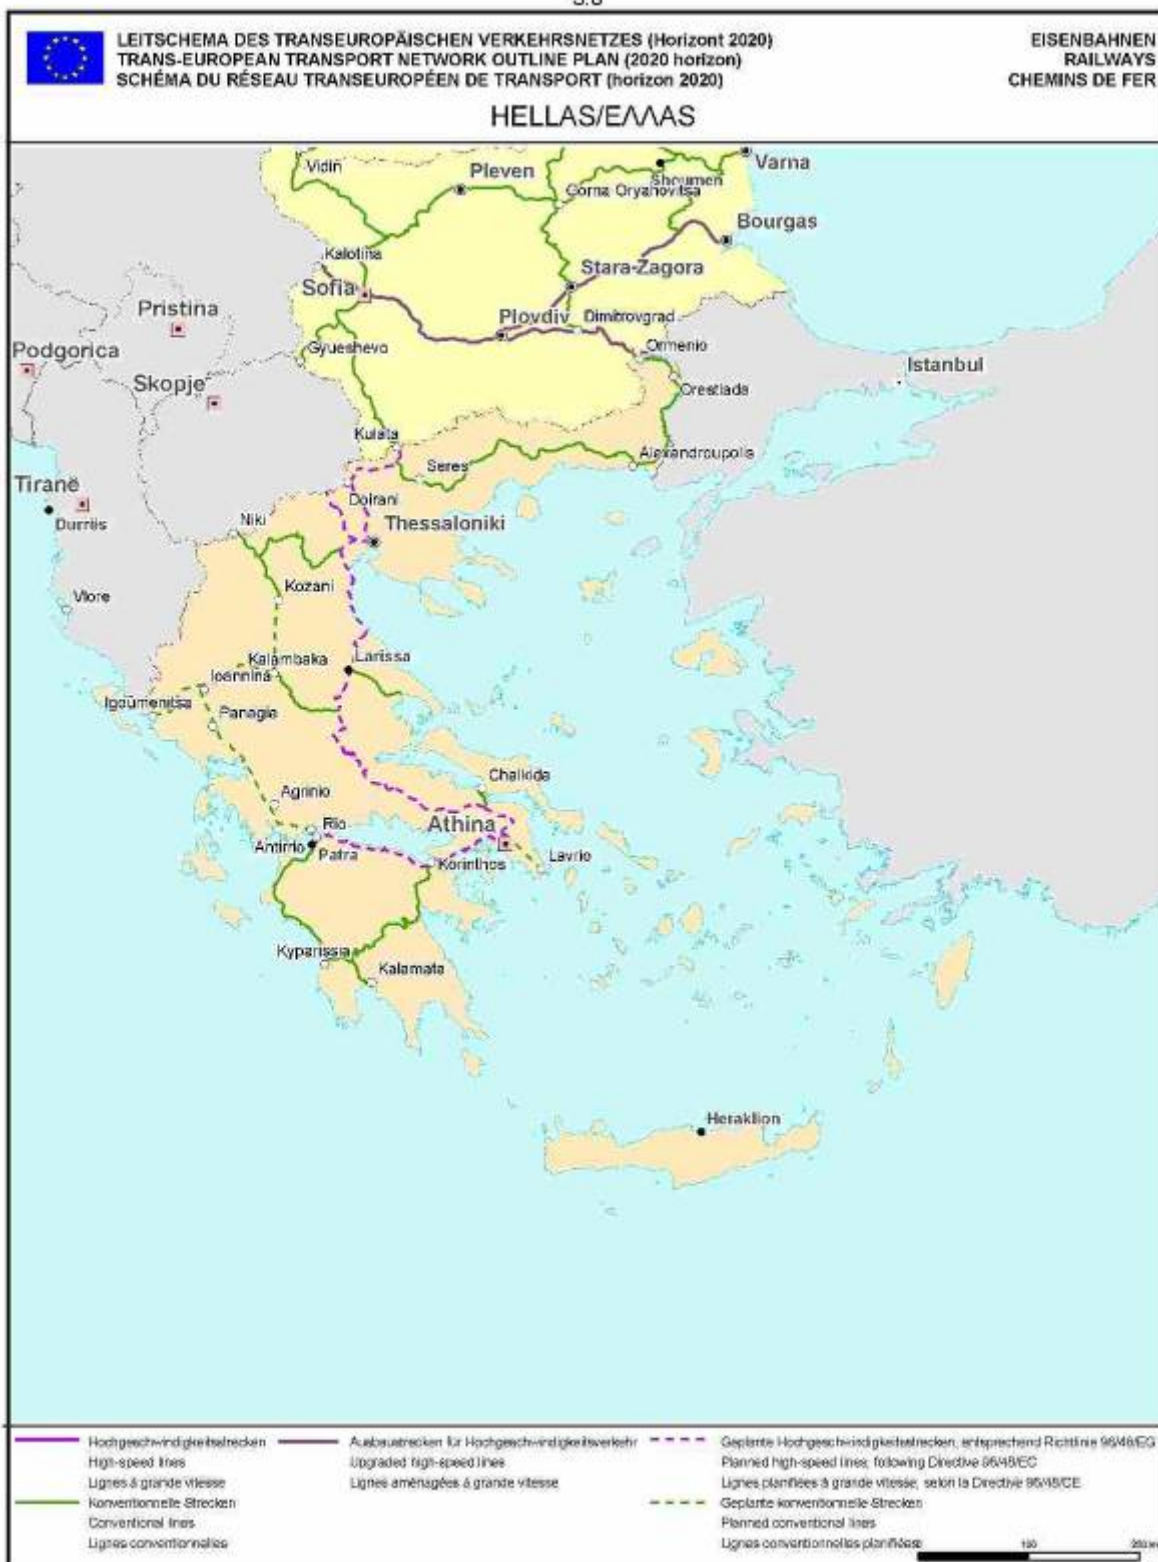 LEITSCHEMA DES TRANSEUROPÄISCHEN VERKEHRSNETZES (Horizont 2020)
TRANS-EUROPEAN TRANSPORT NETWORK OUTLINE PLAN (2020 horizon)
SCHÉMA DU RÉSEAU TRANSEUROPÉEN DE TRANSPORT (horizon 2020)
EISENBAHNEN
RAILWAYS
CHEMINS DE FER
HELLAS/ΕΛΛΑΣ
Vidin
Pleven
Varna
Shoumen
Gorna Oryahovitsa
Bourgas
Kalotina
Stara-Zagora
Sofia
Pristina
Plovdiv
Dimitrovgrad
Podgorica
Gyueshevo
Ormenio
Istanbul
Skopje
Orestiada
Kulata
Seres
Alexandroupolis
Tiranë
Doirani
Durrës
Niki
Thessaloniki
Vlore
Kozani
Kalambaka
Larissa
Ioannina
Igoumenitsa
Panagia
Chalkida
Agrinio
Rio
Athina
Antirrio
Patra
Korinthos
Lavrio
Kyparissia
Kalamata
Heraklion
Hochgeschwindigkeitsstrecken
High-speed lines
Lignes à grande vitesse
Konventionnelle Strecken
Conventional lines
Lignes conventionnelles
Ausbaustrecken für Hochgeschwindigkeitsverkehr
Upgraded high-speed lines
Lignes aménagées à grande vitesse
Geplante Hochgeschwindigkeitsstrecken, entsprechend Richtlinie 96/48/EG
Planned high-speed lines, following Directive 96/48/EC
Lignes planifiées à grande vitesse, selon la Directive 96/48/CE
Geplante konventionelle Strecken
Planned conventional lines
Lignes conventionnelles planifiées